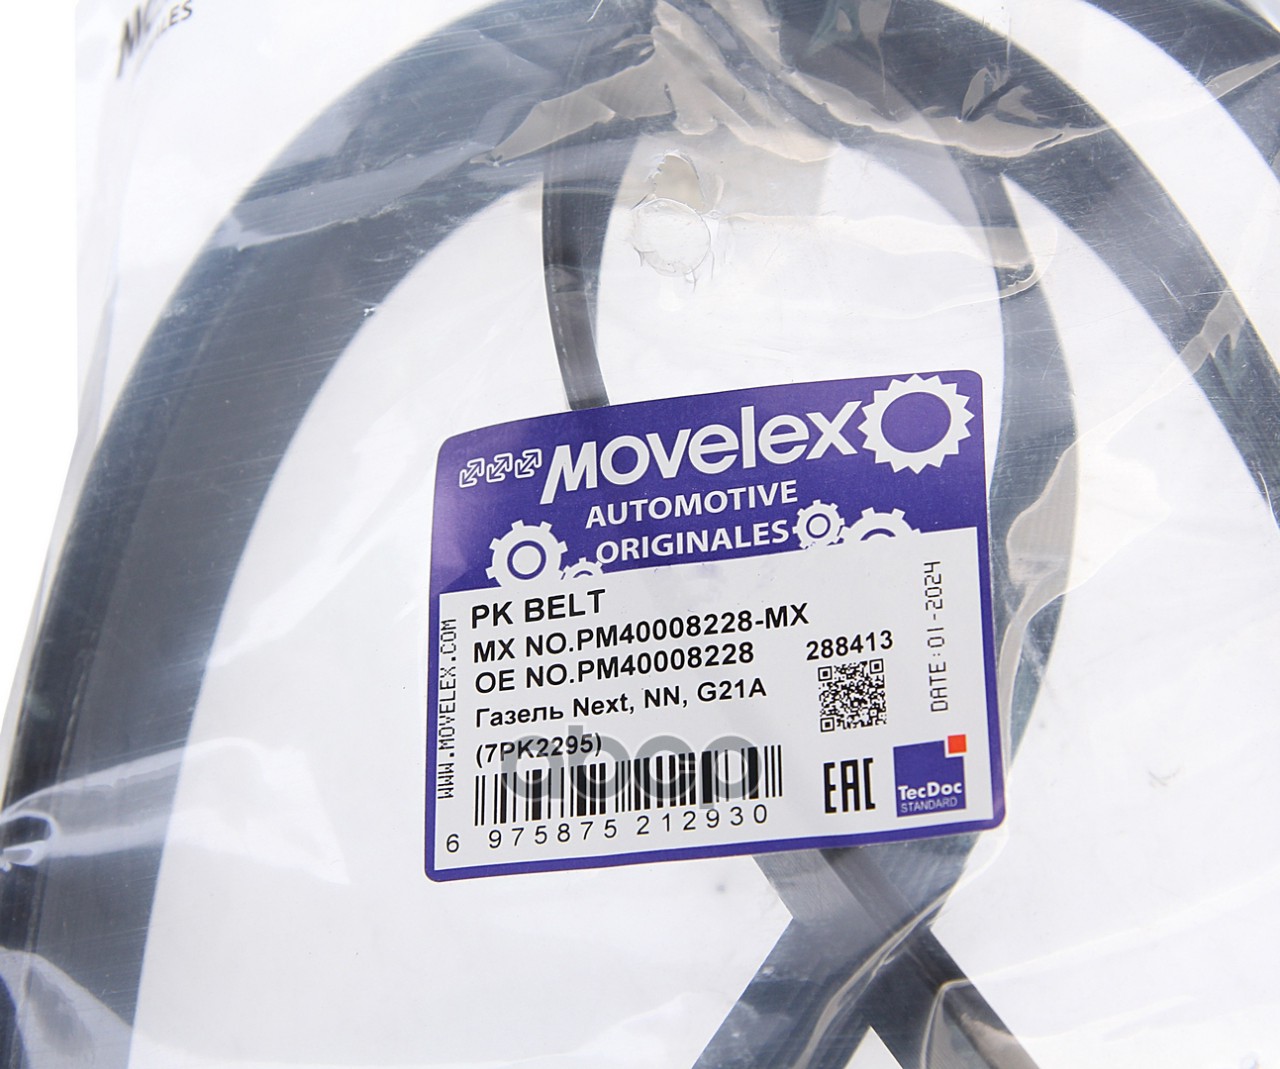 MOVELEX
AUTOMOTIVE
ORIGINALES
PK BELT
MX NO.PM40008228-MX
OE NO.PM40008228
Газель Next, NN, G21A
(7PK2295)
288413
DATE:01-2024
WWW.MOVELEX.COM
6 975875 212930
EAC
TecDoc
STANDARD